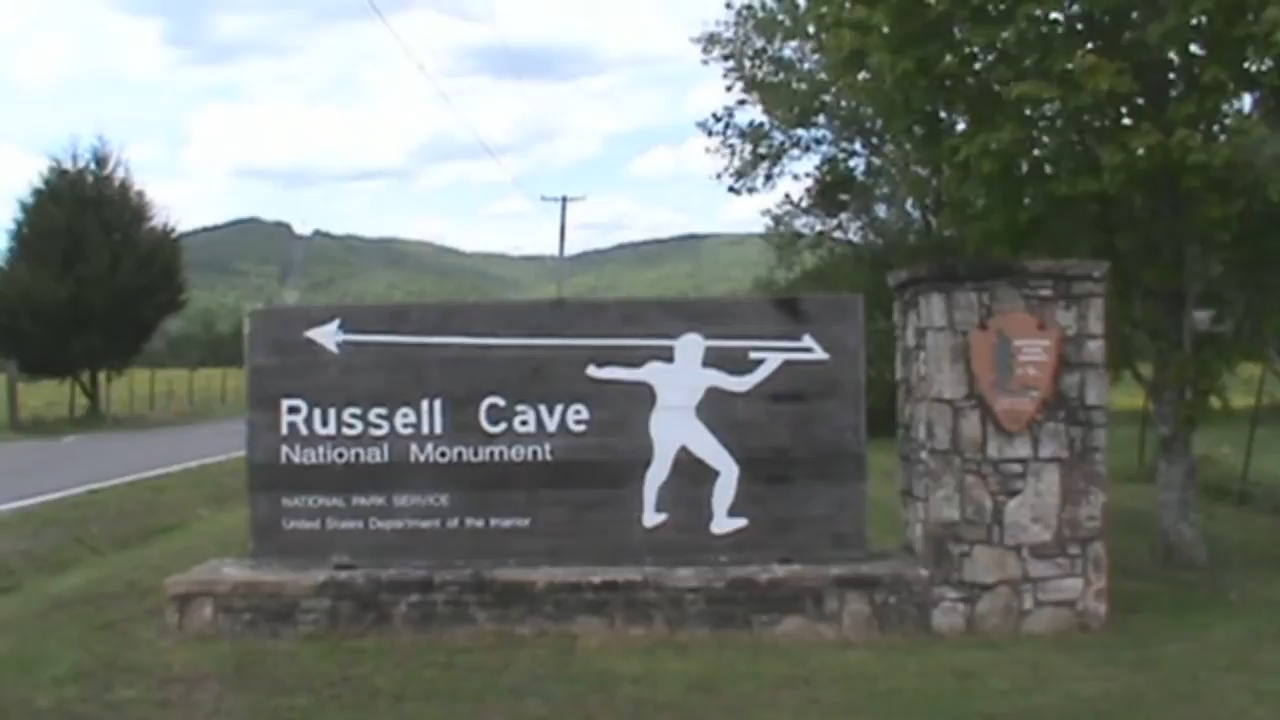 Russell Cave
National Monument
NATIONAL PARK SERVICE
United States Department of the Interior